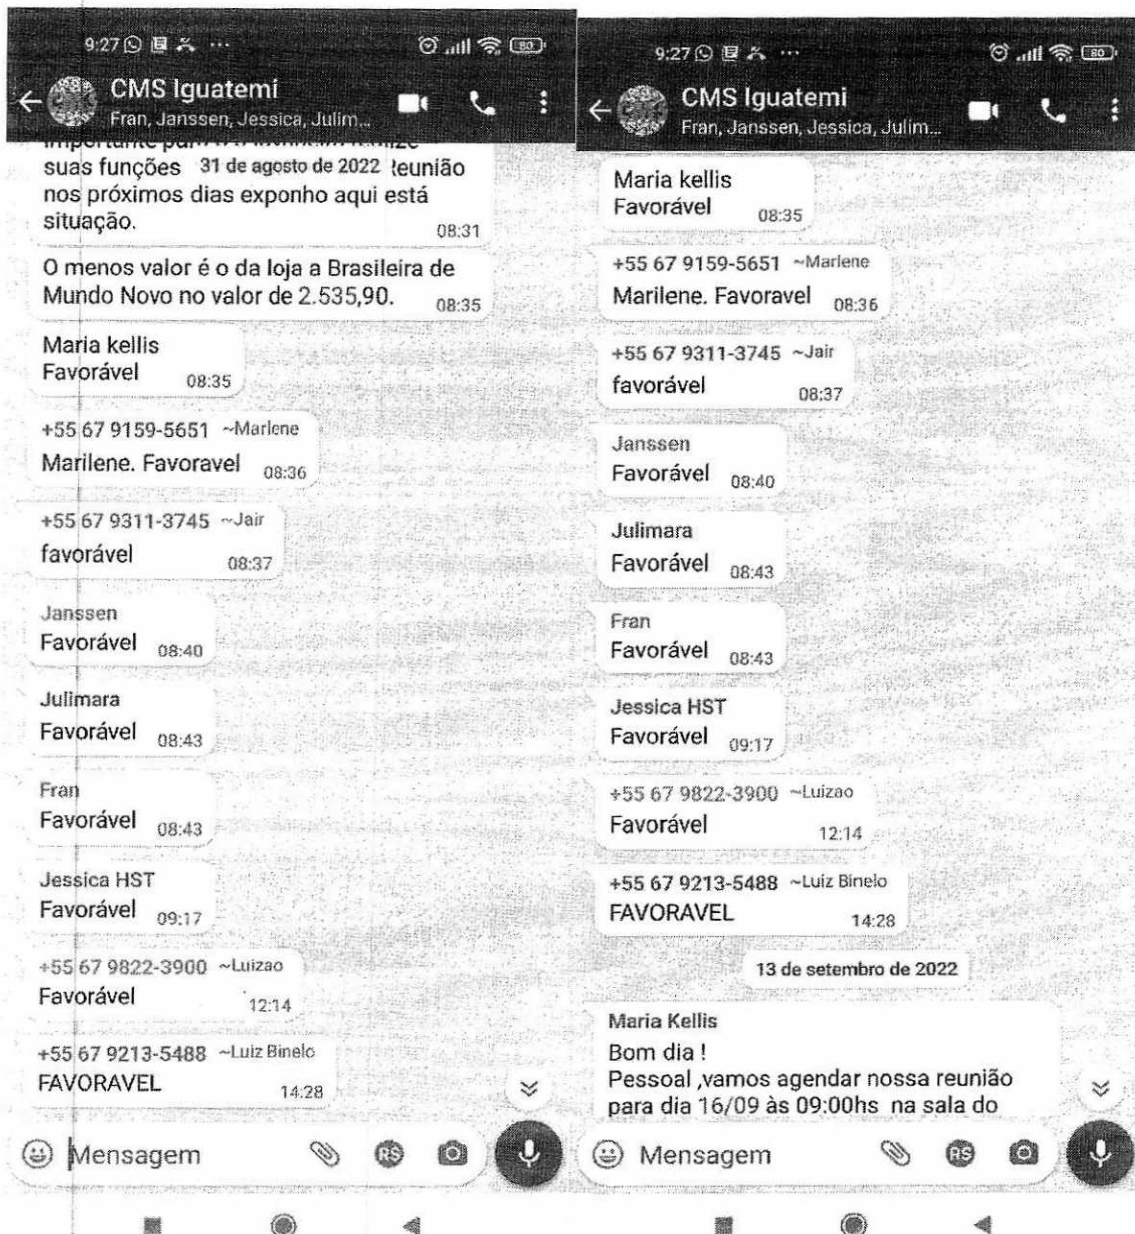 9:27 ... 80
CMS Iguatemi
Fran, Janssen, Jessica, Julim...
suas funções 31 de agosto de 2022 Reunião
nos próximos dias exponho aqui está
situação. 08:31
O menos valor é o da loja a Brasileira de
Mundo Novo no valor de 2.535,90. 08:35
Maria kellis
Favorável 08:35
+55 67 9159-5651 ~Marlene
Marilene. Favoravel 08:36
+55 67 9311-3745 ~Jair
favorável 08:37
Janssen
Favorável 08:40
Julimara
Favorável 08:43
Fran
Favorável 08:43
Jessica HST
Favorável 09:17
+55 67 9822-3900 ~Luizao
Favorável 12:14
+55 67 9213-5488 ~Luiz Binelo
FAVORAVEL 14:28
Mensagem R$
9:27 ... 80
CMS Iguatemi
Fran, Janssen, Jessica, Julim...
Maria kellis
Favorável 08:35
+55 67 9159-5651 ~Marlene
Marilene. Favoravel 08:36
+55 67 9311-3745 ~Jair
favorável 08:37
Janssen
Favorável 08:40
Julimara
Favorável 08:43
Fran
Favorável 08:43
Jessica HST
Favorável 09:17
+55 67 9822-3900 ~Luizao
Favorável 12:14
+55 67 9213-5488 ~Luiz Binelo
FAVORAVEL 14:28
13 de setembro de 2022
Maria Kellis
Bom dia !
Pessoal ,vamos agendar nossa reunião
para dia 16/09 às 09:00hs na sala do
Mensagem R$